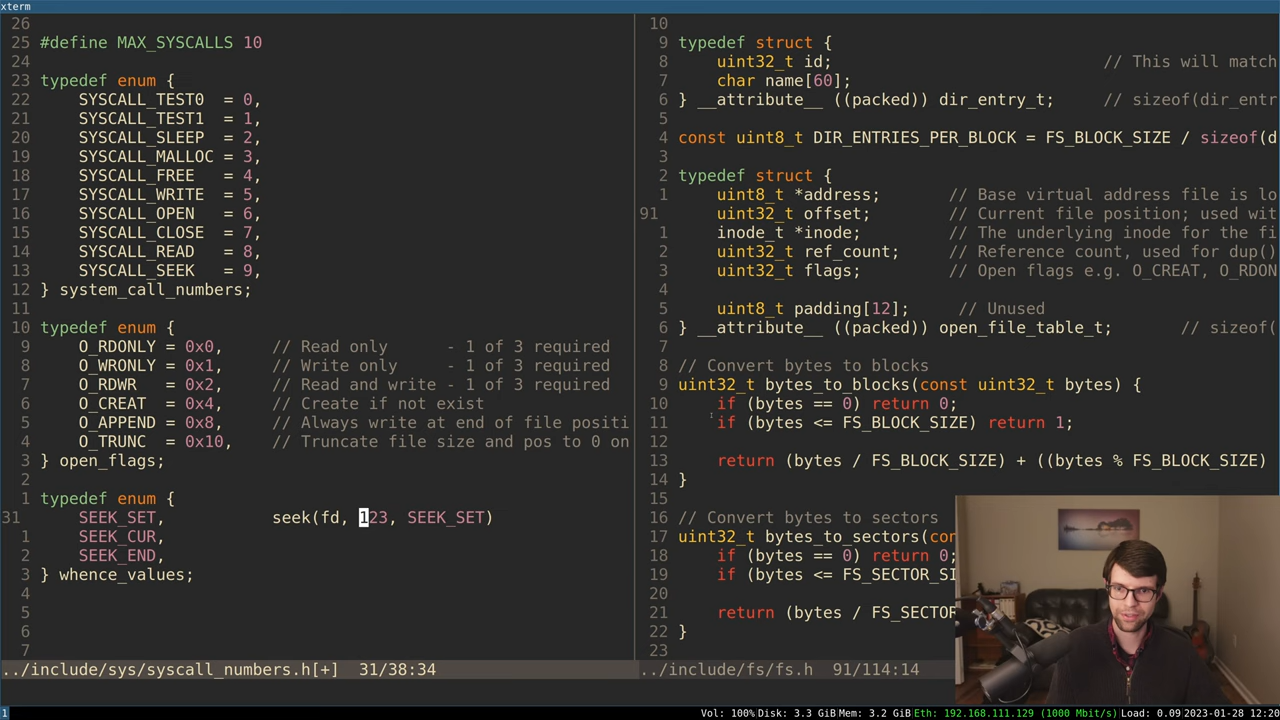 xterm
26
25 #define MAX_SYSCALLS 10
24
23 typedef enum {
22 SYSCALL_TEST0 = 0,
21 SYSCALL_TEST1 = 1,
20 SYSCALL_SLEEP = 2,
19 SYSCALL_MALLOC = 3,
18 SYSCALL_FREE = 4,
17 SYSCALL_WRITE = 5,
16 SYSCALL_OPEN = 6,
15 SYSCALL_CLOSE = 7,
14 SYSCALL_READ = 8,
13 SYSCALL_SEEK = 9,
12 } system_call_numbers;
11
10 typedef enum {
9 O_RDONLY = 0x0, // Read only - 1 of 3 required
8 O_WRONLY = 0x1, // Write only - 1 of 3 required
7 O_RDWR = 0x2, // Read and write - 1 of 3 required
6 O_CREAT = 0x4, // Create if not exist
5 O_APPEND = 0x8, // Always write at end of file positi
4 O_TRUNC = 0x10, // Truncate file size and pos to 0 on
3 } open_flags;
2
1 typedef enum {
31 SEEK_SET, seek(fd, 123, SEEK_SET)
1 SEEK_CUR,
2 SEEK_END,
3 } whence_values;
4
5
6
7
../include/sys/syscall_numbers.h[+] 31/38:34
10
9 typedef struct {
8 uint32_t id; // This will match
7 char name[60];
6 } __attribute__ ((packed)) dir_entry_t; // sizeof(dir_entr
5
4 const uint8_t DIR_ENTRIES_PER_BLOCK = FS_BLOCK_SIZE / sizeof(d
3
2 typedef struct {
1 uint8_t *address; // Base virtual address file is lo
91 uint32_t offset; // Current file position; used wit
1 inode_t *inode; // The underlying inode for the fi
2 uint32_t ref_count; // Reference count, used for dup()
3 uint32_t flags; // Open flags e.g. O_CREAT, O_RDON
4
5 uint8_t padding[12]; // Unused
6 } __attribute__ ((packed)) open_file_table_t; // sizeof(
7
8 // Convert bytes to blocks
9 uint32_t bytes_to_blocks(const uint32_t bytes) {
10 if (bytes == 0) return 0;
11 if (bytes <= FS_BLOCK_SIZE) return 1;
12
13 return (bytes / FS_BLOCK_SIZE) + ((bytes % FS_BLOCK_SIZE)
14 }
15
16 // Convert bytes to sectors
17 uint32_t bytes_to_sectors(con
18 if (bytes == 0) return 0;
19 if (bytes <= FS_SECTOR_SI
20
21 return (bytes / FS_SECTOR
22 }
23
../include/fs/fs.h 91/114:14
1 Vol: 100% Disk: 3.3 GiB Mem: 3.2 GiB Eth: 192.168.111.129 (1000 Mbit/s) Load: 0.09 2023-01-28 12:20